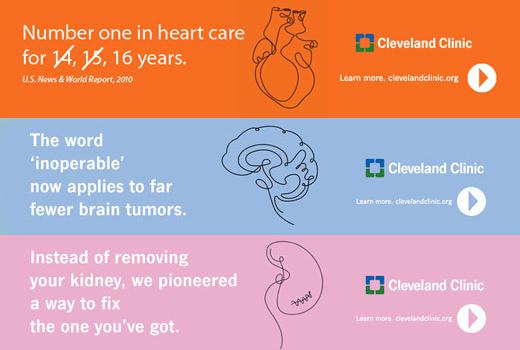 Number one in heart care
for 14, 15, 16 years.
U.S. News & World Report, 2010
Cleveland Clinic
Learn more. clevelandclinic.org
The word
‘inoperable’
now applies to far
fewer brain tumors.
Cleveland Clinic
Learn more. clevelandclinic.org
Instead of removing
your kidney, we pioneered
a way to fix
the one you’ve got.
Cleveland Clinic
Learn more. clevelandclinic.org